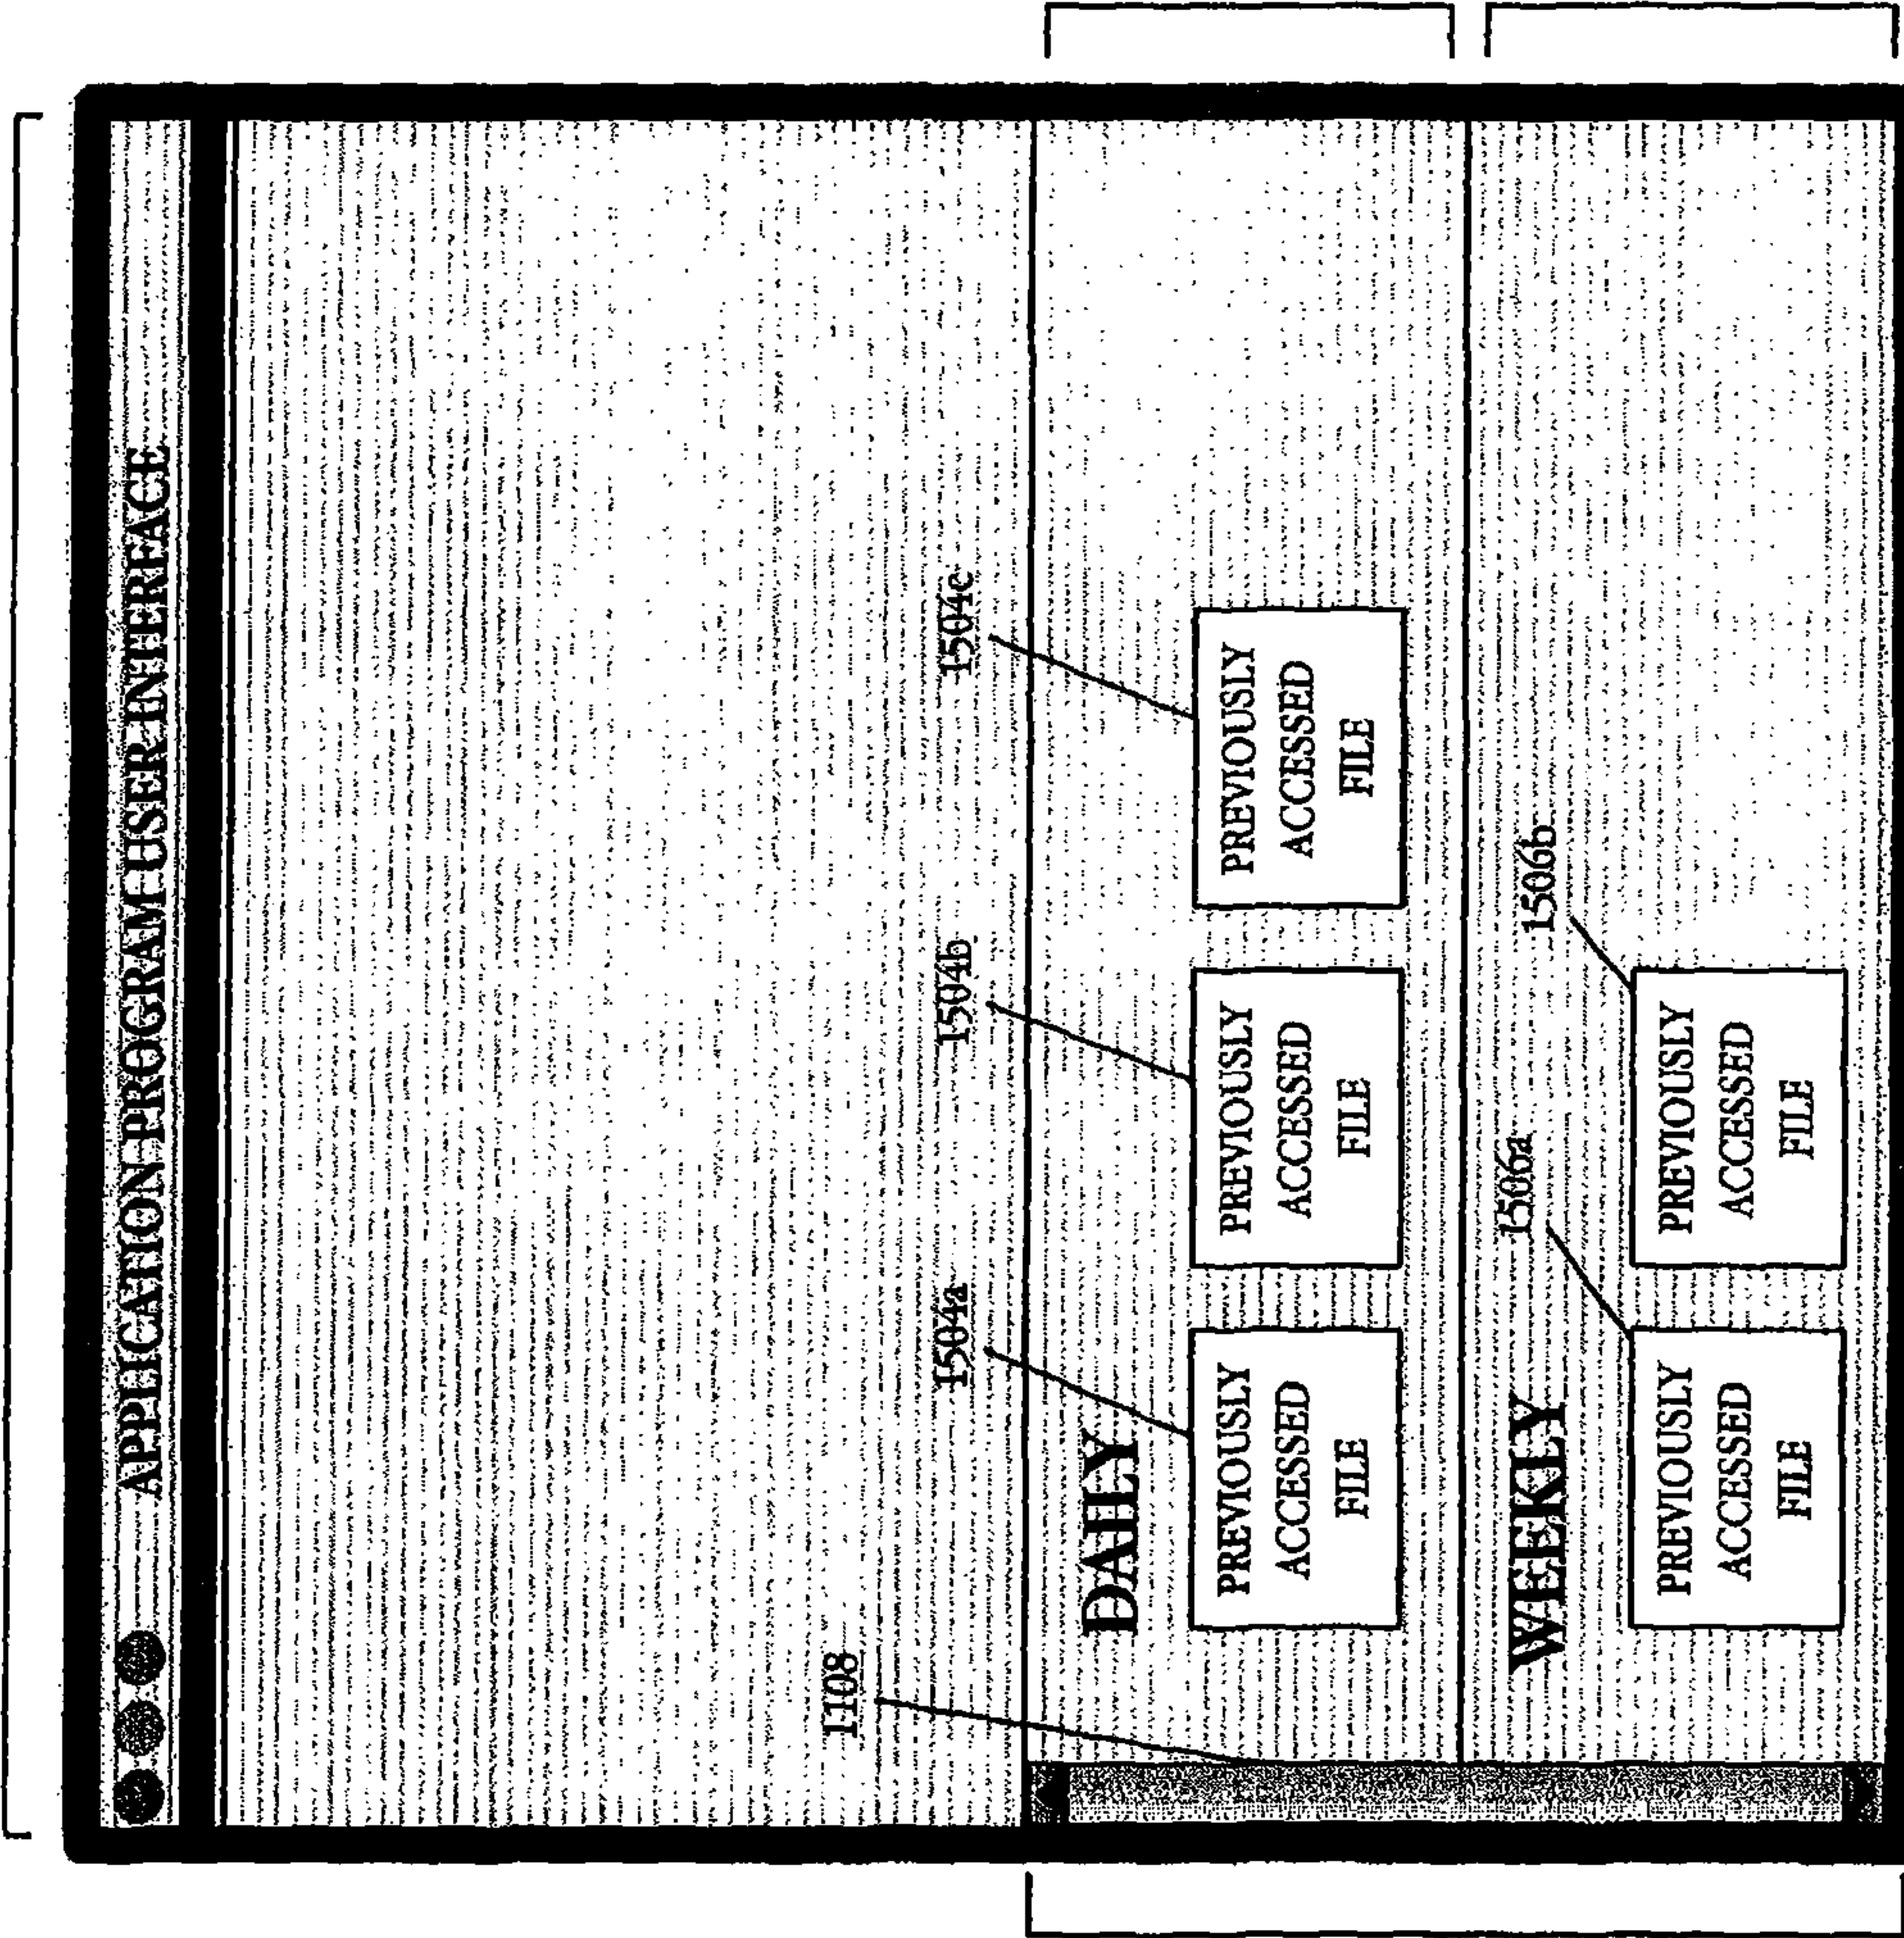 APPLICATION PROGRAM USER INTERFACE
1108
1504a
1504b
1504c
DAILY
PREVIOUSLY
ACCESSED
FILE
PREVIOUSLY
ACCESSED
FILE
PREVIOUSLY
ACCESSED
FILE
WEEKLY
1506a
1506b
PREVIOUSLY
ACCESSED
FILE
PREVIOUSLY
ACCESSED
FILE